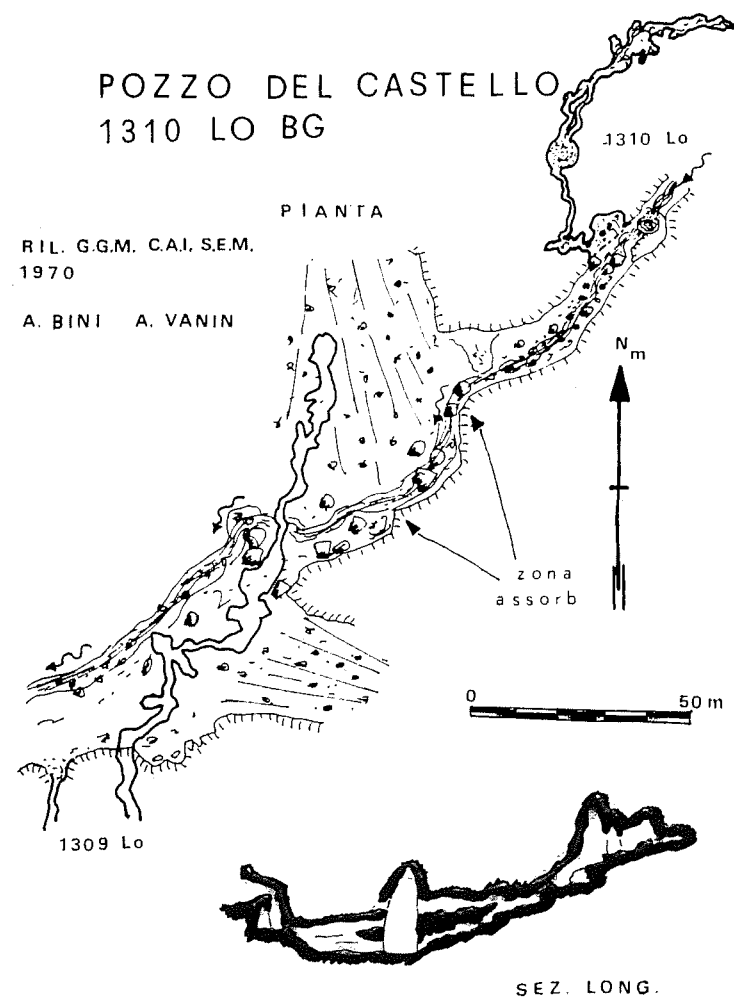 POZZO DEL CASTELLO
1310 LO BG
1310 Lo
PIANTA
RIL. G.G.M. C.A.I. S.E.M.
1970
A. BINI A. VANIN
Nm
zona
assorb
0 50 m
1309 Lo
SEZ. LONG.